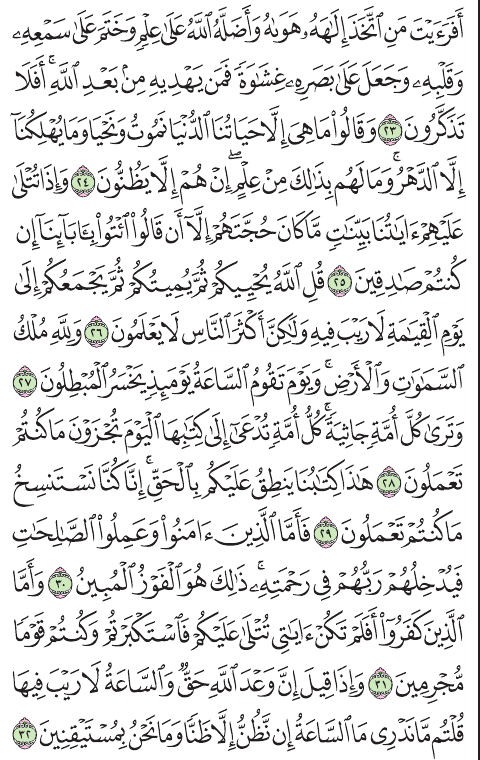 أَفَرَءَيْتَ مَنِ ٱتَّخَذَ إِلَٰهَهُۥ هَوَىٰهُ وَأَضَلَّهُ ٱللَّهُ عَلَىٰ عِلْمٍ وَخَتَمَ عَلَىٰ سَمْعِهِۦ
وَقَلْبِهِۦ وَجَعَلَ عَلَىٰ بَصَرِهِۦ غِشَٰوَةً فَمَن يَهْدِيهِ مِنۢ بَعْدِ ٱللَّهِ ۚ أَفَلَا
تَذَكَّرُونَ ٢٣ وَقَالُوا۟ مَا هِىَ إِلَّا حَيَاتُنَا ٱلدُّنْيَا نَمُوتُ وَنَحْيَا وَمَا يُهْلِكُنَآ
إِلَّا ٱلدَّهْرُ ۚ وَمَا لَهُم بِذَٰلِكَ مِنْ عِلْمٍ ۖ إِنْ هُمْ إِلَّا يَظُنُّونَ ٢٤ وَإِذَا تُتْلَىٰ
عَلَيْهِمْ ءَايَٰتُنَا بَيِّنَٰتٍ مَّا كَانَ حُجَّتَهُمْ إِلَّآ أَن قَالُوا۟ ٱئْتُوا۟ بِـَٔابَآئِنَآ إِن
كُنتُمْ صَٰدِقِينَ ٢٥ قُلِ ٱللَّهُ يُحْيِيكُمْ ثُمَّ يُمِيتُكُمْ ثُمَّ يَجْمَعُكُمْ إِلَىٰ
يَوْمِ ٱلْقِيَٰمَةِ لَا رَيْبَ فِيهِ وَلَٰكِنَّ أَكْثَرَ ٱلنَّاسِ لَا يَعْلَمُونَ ٢٦ وَلِلَّهِ مُلْكُ
ٱلسَّمَٰوَٰتِ وَٱلْأَرْضِ ۚ وَيَوْمَ تَقُومُ ٱلسَّاعَةُ يَوْمَئِذٍ يَخْسَرُ ٱلْمُبْطِلُونَ ٢٧
وَتَرَىٰ كُلَّ أُمَّةٍ جَاثِيَةً ۚ كُلُّ أُمَّةٍ تُدْعَىٰٓ إِلَىٰ كِتَٰبِهَا ٱلْيَوْمَ تُجْزَوْنَ مَا كُنتُمْ
تَعْمَلُونَ ٢٨ هَٰذَا كِتَٰبُنَا يَنطِقُ عَلَيْكُم بِٱلْحَقِّ ۚ إِنَّا كُنَّا نَسْتَنسِخُ
مَا كُنتُمْ تَعْمَلُونَ ٢٩ فَأَمَّا ٱلَّذِينَ ءَامَنُوا۟ وَعَمِلُوا۟ ٱلصَّٰلِحَٰتِ
فَيُدْخِلُهُمْ رَبُّهُمْ فِى رَحْمَتِهِۦ ۚ ذَٰلِكَ هُوَ ٱلْفَوْزُ ٱلْمُبِينُ ٣٠ وَأَمَّا
ٱلَّذِينَ كَفَرُوٓا۟ أَفَلَمْ تَكُنْ ءَايَٰتِى تُتْلَىٰ عَلَيْكُمْ فَٱسْتَكْبَرْتُمْ وَكُنتُمْ قَوْمًا
مُّجْرِمِينَ ٣١ وَإِذَا قِيلَ إِنَّ وَعْدَ ٱللَّهِ حَقٌّ وَٱلسَّاعَةُ لَا رَيْبَ فِيهَا
قُلْتُم مَّا نَدْرِى مَا ٱلسَّاعَةُ إِن نَّظُنُّ إِلَّا ظَنًّا وَمَا نَحْنُ بِمُسْتَيْقِنِينَ ٣٢